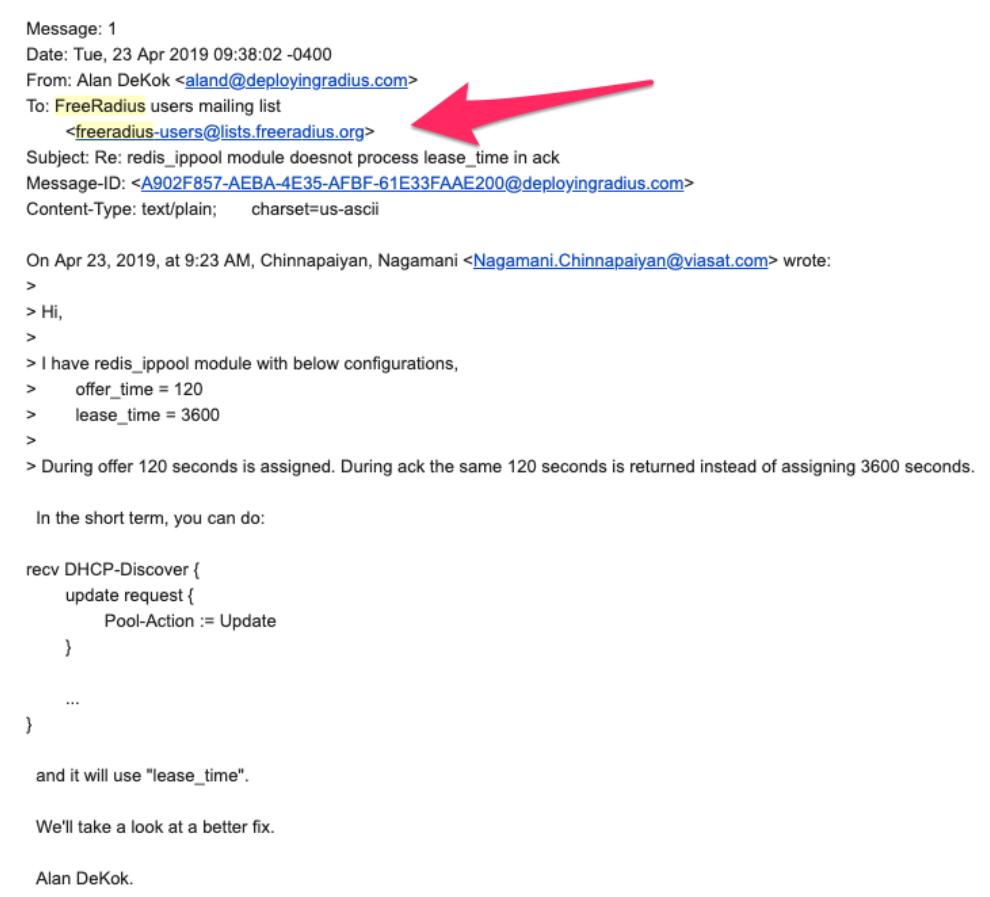 Message: 1
Date: Tue, 23 Apr 2019 09:38:02 -0400
From: Alan DeKok <aland@deployingradius.com>
To: FreeRadius users mailing list
<freeradius-users@lists.freeradius.org>
Subject: Re: redis_ippool module doesnot process lease_time in ack
Message-ID: <A902F857-AEBA-4E35-AFBF-61E33FAAE200@deployingradius.com>
Content-Type: text/plain; charset=us-ascii
On Apr 23, 2019, at 9:23 AM, Chinnapaiyan, Nagamani <Nagamani.Chinnapaiyan@viasat.com> wrote:
>
> Hi,
>
> I have redis_ippool module with below configurations,
> offer_time = 120
> lease_time = 3600
>
> During offer 120 seconds is assigned. During ack the same 120 seconds is returned instead of assigning 3600 seconds.
In the short term, you can do:
recv DHCP-Discover {
update request {
Pool-Action := Update
}
...
}
and it will use "lease_time".
We'll take a look at a better fix.
Alan DeKok.